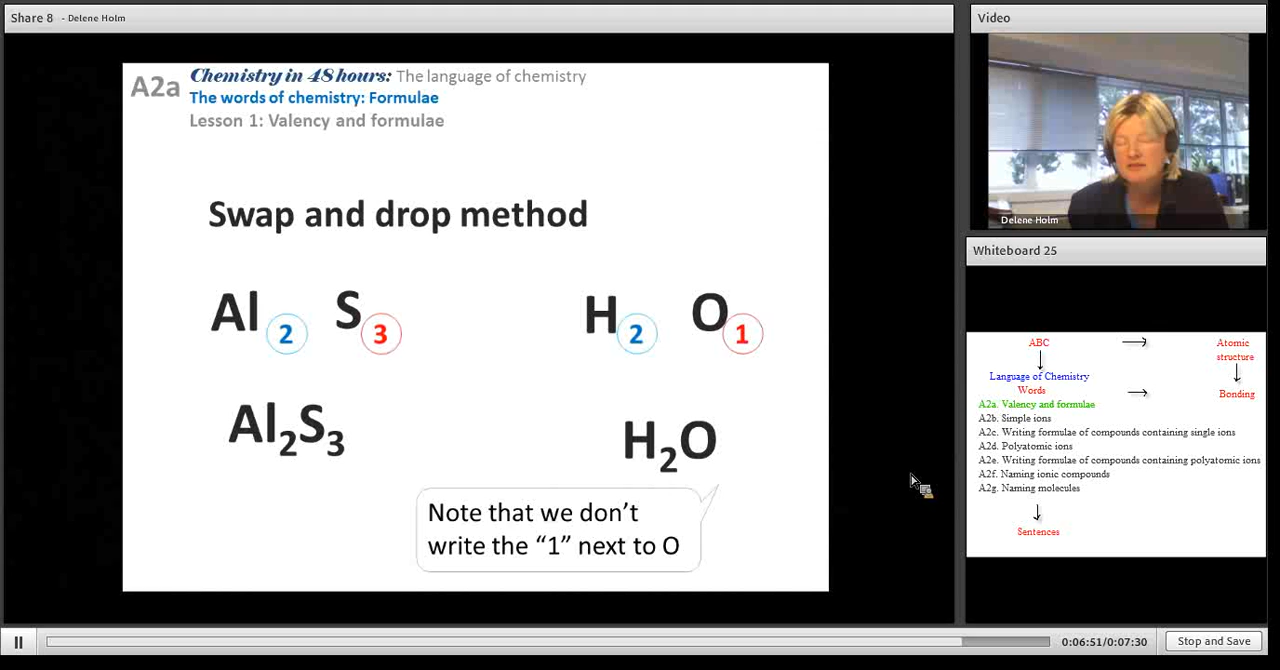 Share 8 - Delene Holm
A2a
Chemistry in 48 hours: The language of chemistry
The words of chemistry: Formulae
Lesson 1: Valency and formulae
Swap and drop method
Al 2 S 3
H 2 O 1
Al₂S₃
H₂O
Note that we don't
write the "1" next to O
Video
Delene Holm
Whiteboard 25
ABC → Atomic
structure
↓ ↓
Language of Chemistry
Words → Bonding
A2a. Valency and formulae
A2b. Simple ions
A2c. Writing formulae of compounds containing single ions
A2d. Polyatomic ions
A2e. Writing formulae of compounds containing polyatomic ions
A2f. Naming ionic compounds
A2g. Naming molecules
↓
Sentences
0:06:51/0:07:30
Stop and Save